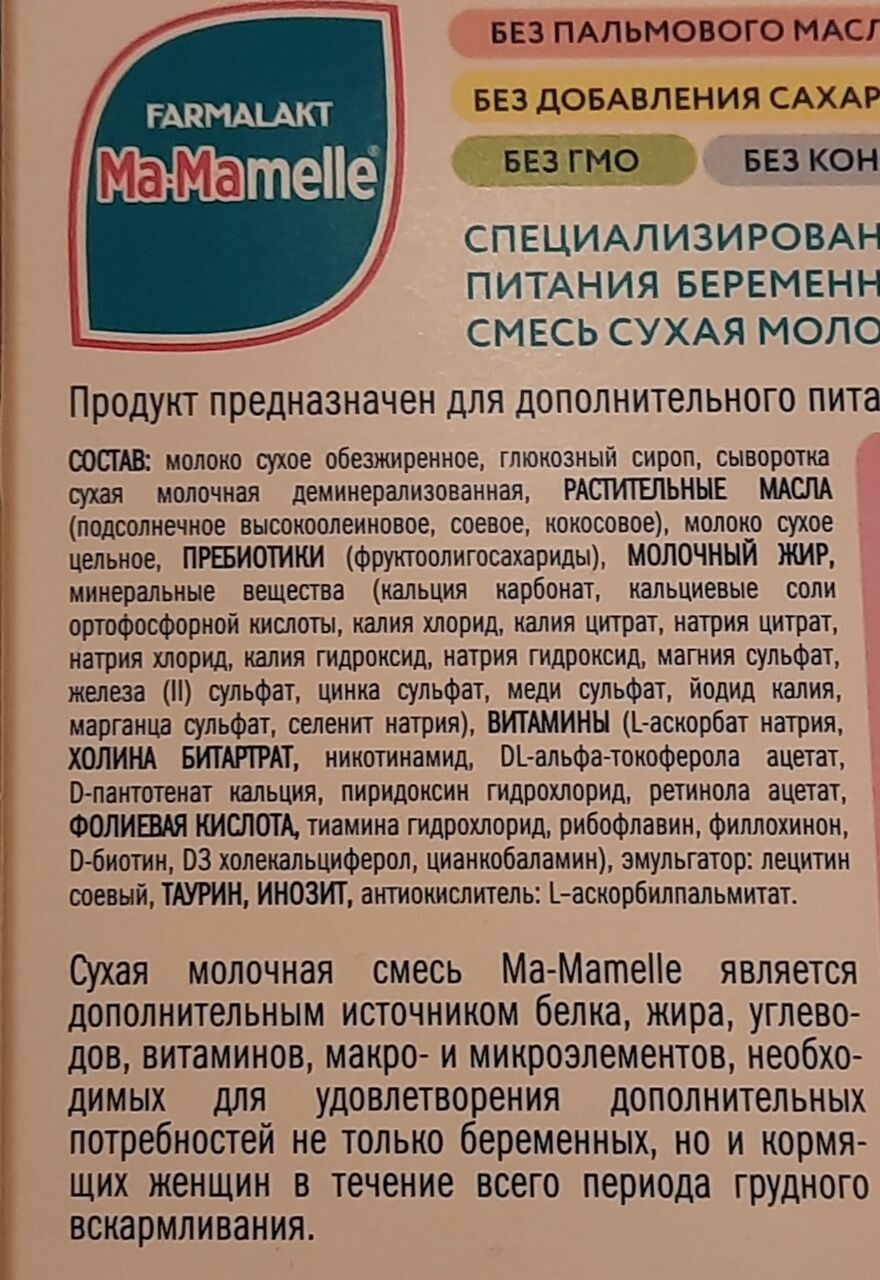 FARMALAKT
Ma-Mamelle®
БЕЗ ПАЛЬМОВОГО МАСЛ
БЕЗ ДОБАВЛЕНИЯ САХАР
БЕЗ ГМО
БЕЗ КОН
СПЕЦИАЛИЗИРОВАН
ПИТАНИЯ БЕРЕМЕНН
СМЕСЬ СУХАЯ МОЛО
Продукт предназначен для дополнительного пита
СОСТАВ: молоко сухое обезжиренное, глюкозный сироп, сыворотка
сухая молочная деминерализованная, РАСТИТЕЛЬНЫЕ МАСЛА
(подсолнечное высокоолеиновое, соевое, кокосовое), молоко сухое
цельное, ПРЕБИОТИКИ (фруктоолигосахариды), МОЛОЧНЫЙ ЖИР,
минеральные вещества (кальция карбонат, кальциевые соли
ортофосфорной кислоты, калия хлорид, калия цитрат, натрия цитрат,
натрия хлорид, калия гидроксид, натрия гидроксид, магния сульфат,
железа (II) сульфат, цинка сульфат, меди сульфат, йодид калия,
марганца сульфат, селенит натрия), ВИТАМИНЫ (L-аскорбат натрия,
ХОЛИНА БИТАРТРАТ, никотинамид, DL-альфа-токоферола ацетат,
D-пантотенат кальция, пиридоксин гидрохлорид, ретинола ацетат,
ФОЛИЕВАЯ КИСЛОТА, тиамина гидрохлорид, рибофлавин, филлохинон,
D-биотин, D3 холекальциферол, цианкобаламин), эмульгатор: лецитин
соевый, ТАУРИН, ИНОЗИТ, антиокислитель: L-аскорбилпальмитат.
Сухая молочная смесь Ma-Mamelle является
дополнительным источником белка, жира, углево-
дов, витаминов, макро- и микроэлементов, необхо-
димых для удовлетворения дополнительных
потребностей не только беременных, но и кормя-
щих женщин в течение всего периода грудного
вскармливания.